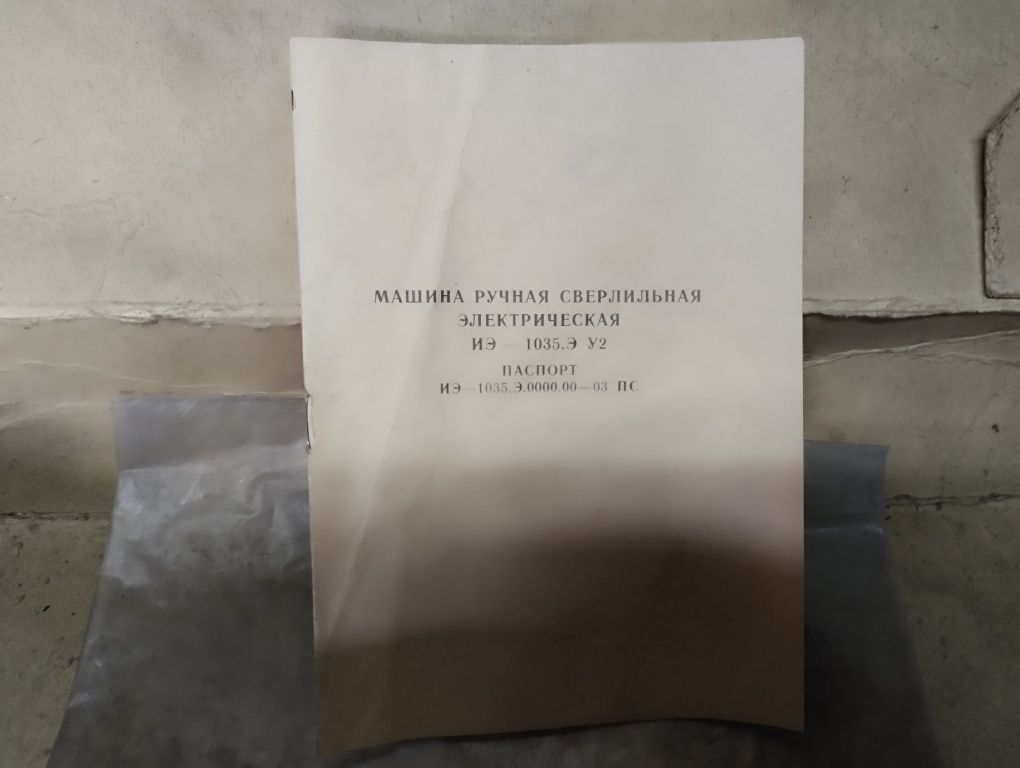 МАШИНА РУЧНАЯ СВЕРЛИЛЬНАЯ
ЭЛЕКТРИЧЕСКАЯ
ИЭ — 1035.Э У2
ПАСПОРТ
ИЭ—1035.Э.0000.00—03 ПС